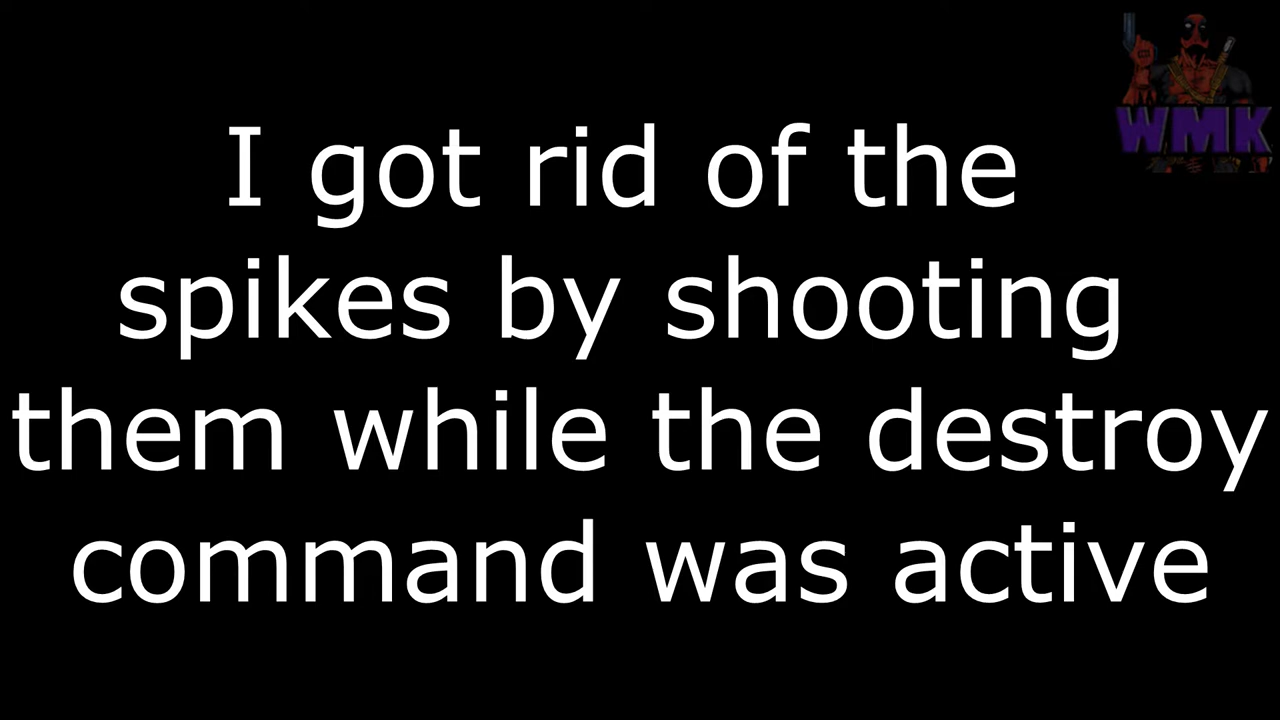 WMK
I got rid of the
spikes by shooting
them while the destroy
command was active